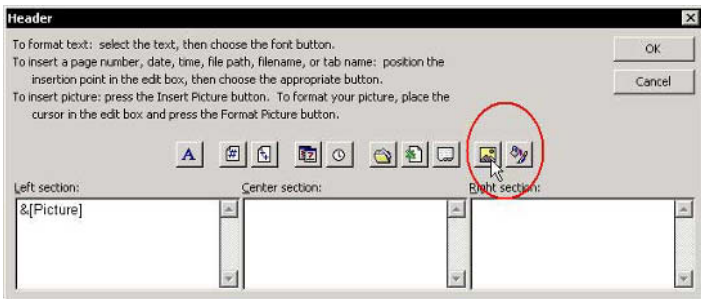 Header
To format text: select the text, then choose the font button.
To insert a page number, date, time, file path, filename, or tab name: position the
insertion point in the edit box, then choose the appropriate button.
To insert picture: press the Insert Picture button. To format your picture, place the
cursor in the edit box and press the Format Picture button.
OK
Cancel
A
Left section:
Center section:
Right section:
&[Picture]